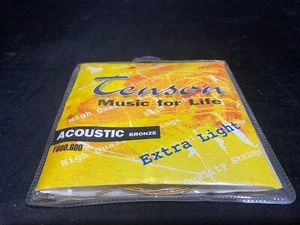 Tenson
Music for Life
ACOUSTIC BRONZE
F600.600
Extra Light